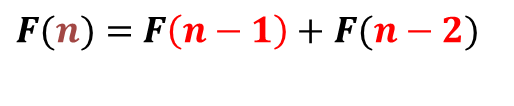 F(n) = F(n − 1) + F(n − 2)